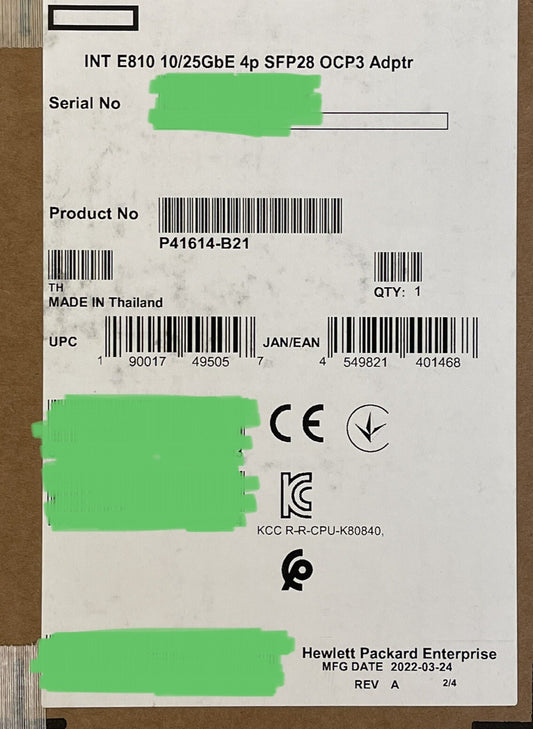 INT E810 10/25GbE 4p SFP28 OCP3 Adptr
Serial No
Product No
P41614-B21
TH
MADE IN Thailand
QTY: 1
UPC
1 90017 49505 7
JAN/EAN
4 549821 401468
CE
KC
KCC R-R-CPU-K80840,
Hewlett Packard Enterprise
MFG DATE 2022-03-24
REV A
2/4